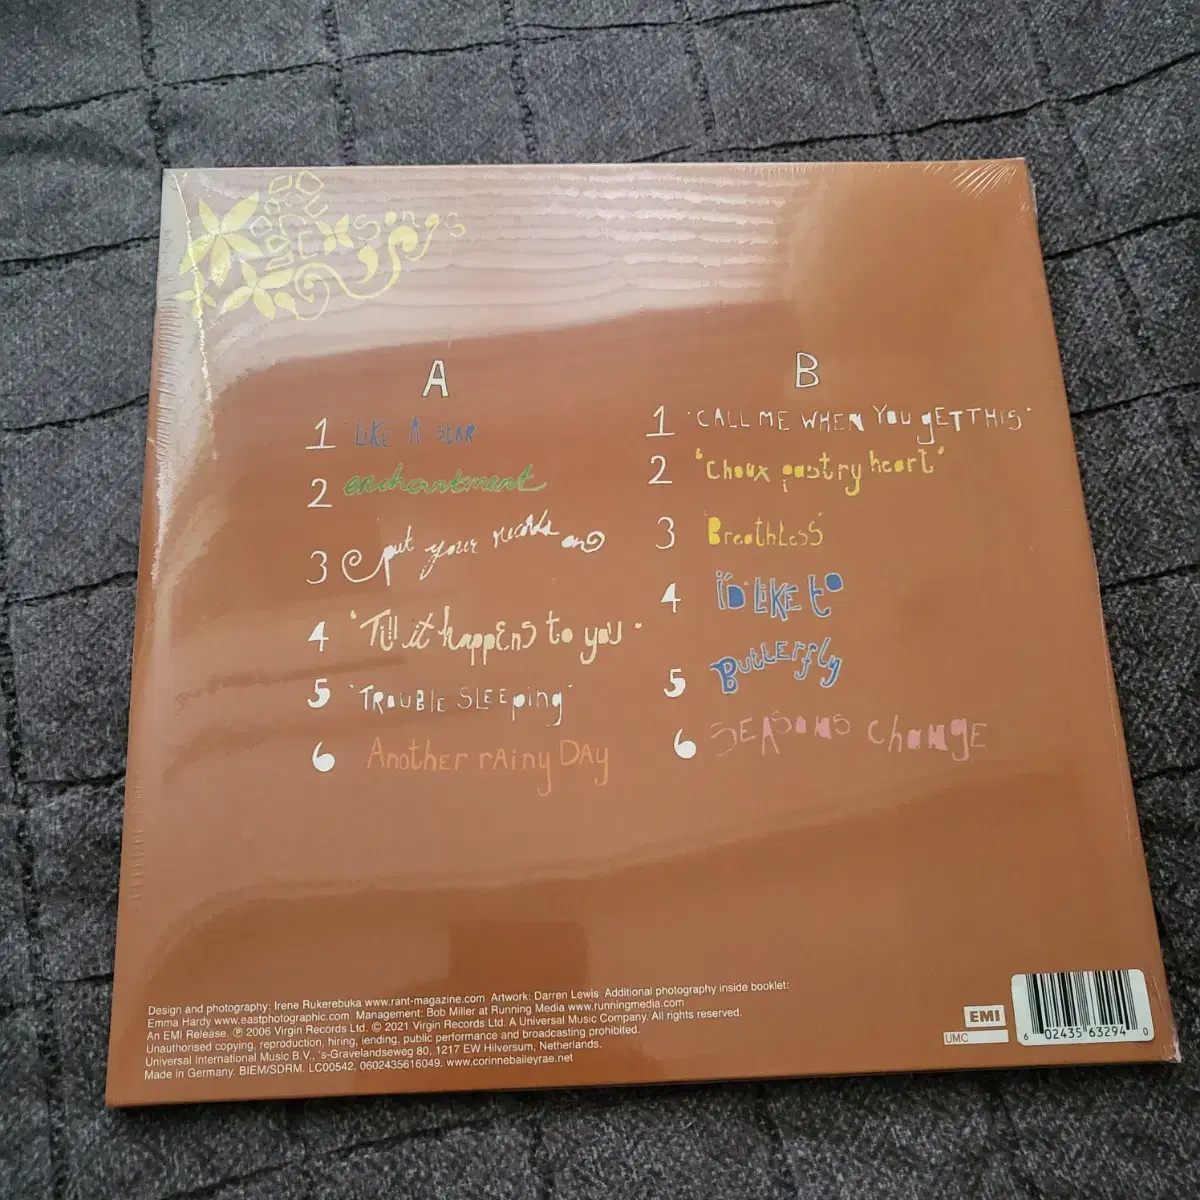 A
1 'LIKE A STAR
2 enchantment
3 put your records on
4 'Till it happens to you'
5 'TROUBLE SLEEping'
6 Another rAiny DAy
B
1 'CALL ME WHEN YOU gETTHIS'
2 'choux pastry heart'
3 'BreathLesS'
4 i'D LiKE to
5 ButtErfly
6 SEASoNS chaNgE
Design and photography: Irene Rukerebuka www.rant-magazine.com Artwork: Darren Lewis Additional photography inside booklet:
Emma Hardy www.eastphotographic.com Management: Bob Miller at Running Media www.runningmedia.com
An EMI Release. ℗ 2006 Virgin Records Ltd. © 2021 Virgin Records Ltd. A Universal Music Company. All rights reserved.
Unauthorised copying, reproduction, hiring, lending, public performance and broadcasting prohibited.
Universal International Music B.V., 's-Gravelandseweg 80, 1217 EW Hilversum, Netherlands.
Made in Germany. BIEM/SDRM. LC00542. 0602435616049. www.corinnebaileyrae.net
EMI
UMC
6 02435 63294 0